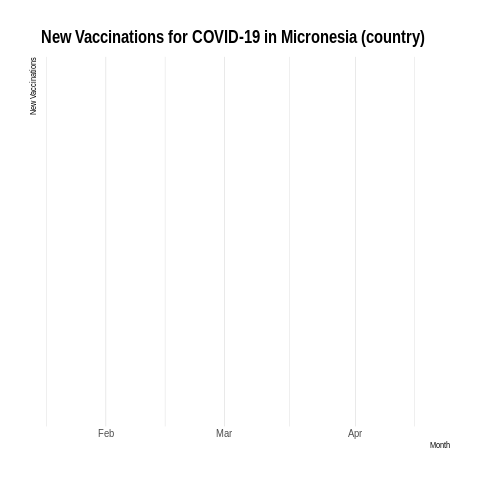 New Vaccinations for COVID-19 in Micronesia (country)
New Vaccinations
Feb
Mar
Apr
Month